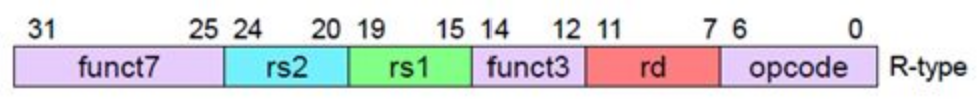 31 25 24 20 19 15 14 12 11 7 6 0
funct7 rs2 rs1 funct3 rd opcode R-type